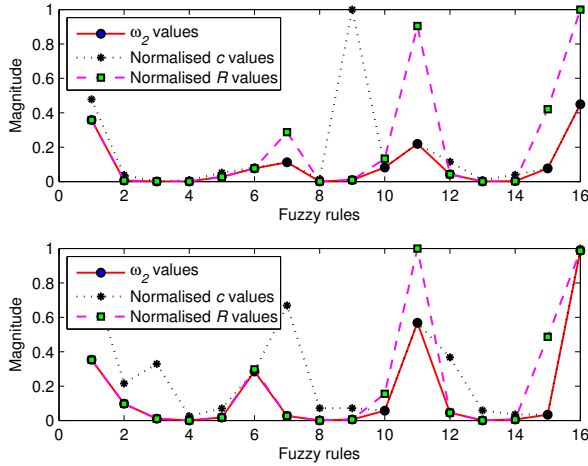 1
0.8
0.6
0.4
0.2
0
Magnitude
ω2 values
Normalised c values
Normalised R values
0 2 4 6 8 10 12 14 16
Fuzzy rules
1
0.8
0.6
0.4
0.2
0
Magnitude
ω2 values
Normalised c values
Normalised R values
0 2 4 6 8 10 12 14 16
Fuzzy rules